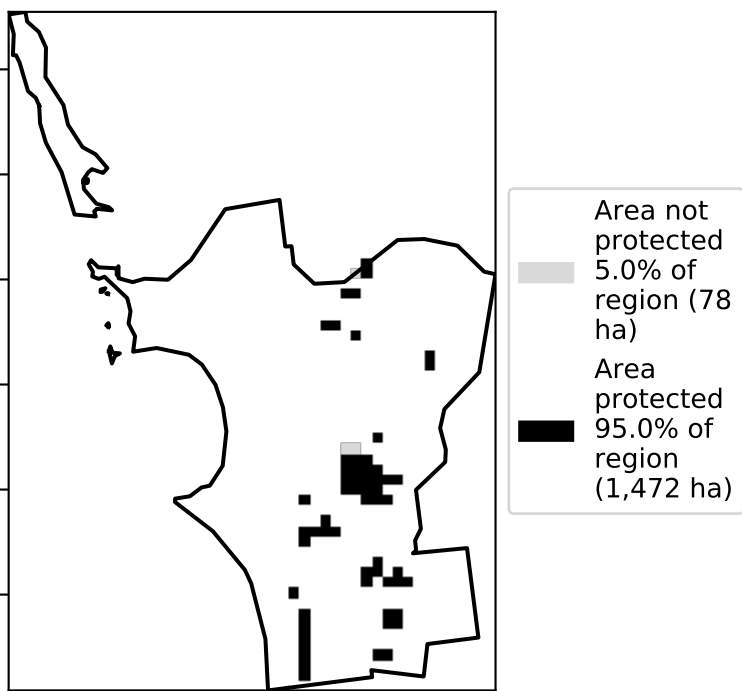 Area not
protected
5.0% of
region (78
ha)
Area
protected
95.0% of
region
(1,472 ha)